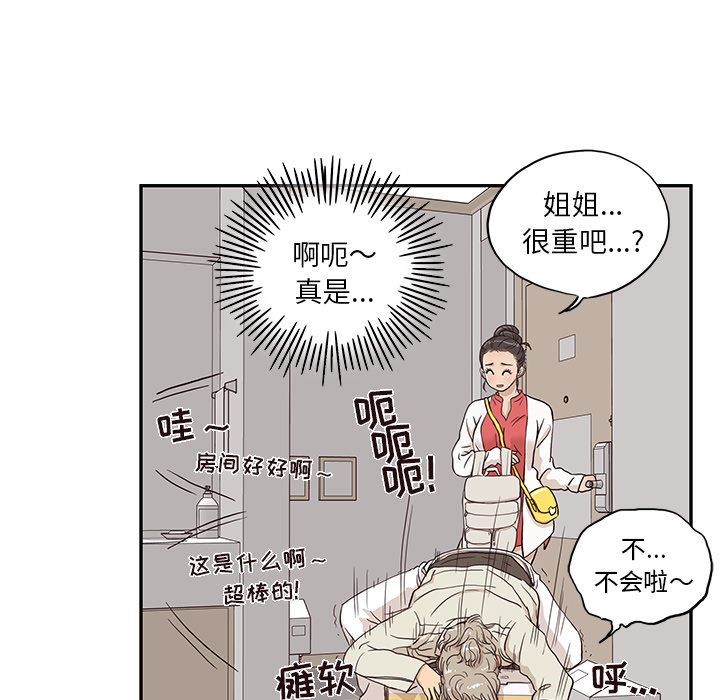 姐姐...
很重吧...?
啊呃～
真是...
呃
呃
呃!
哇～
房间好好啊～
这是什么啊～
超棒的!
不...
不会啦～
瘫软
呼...